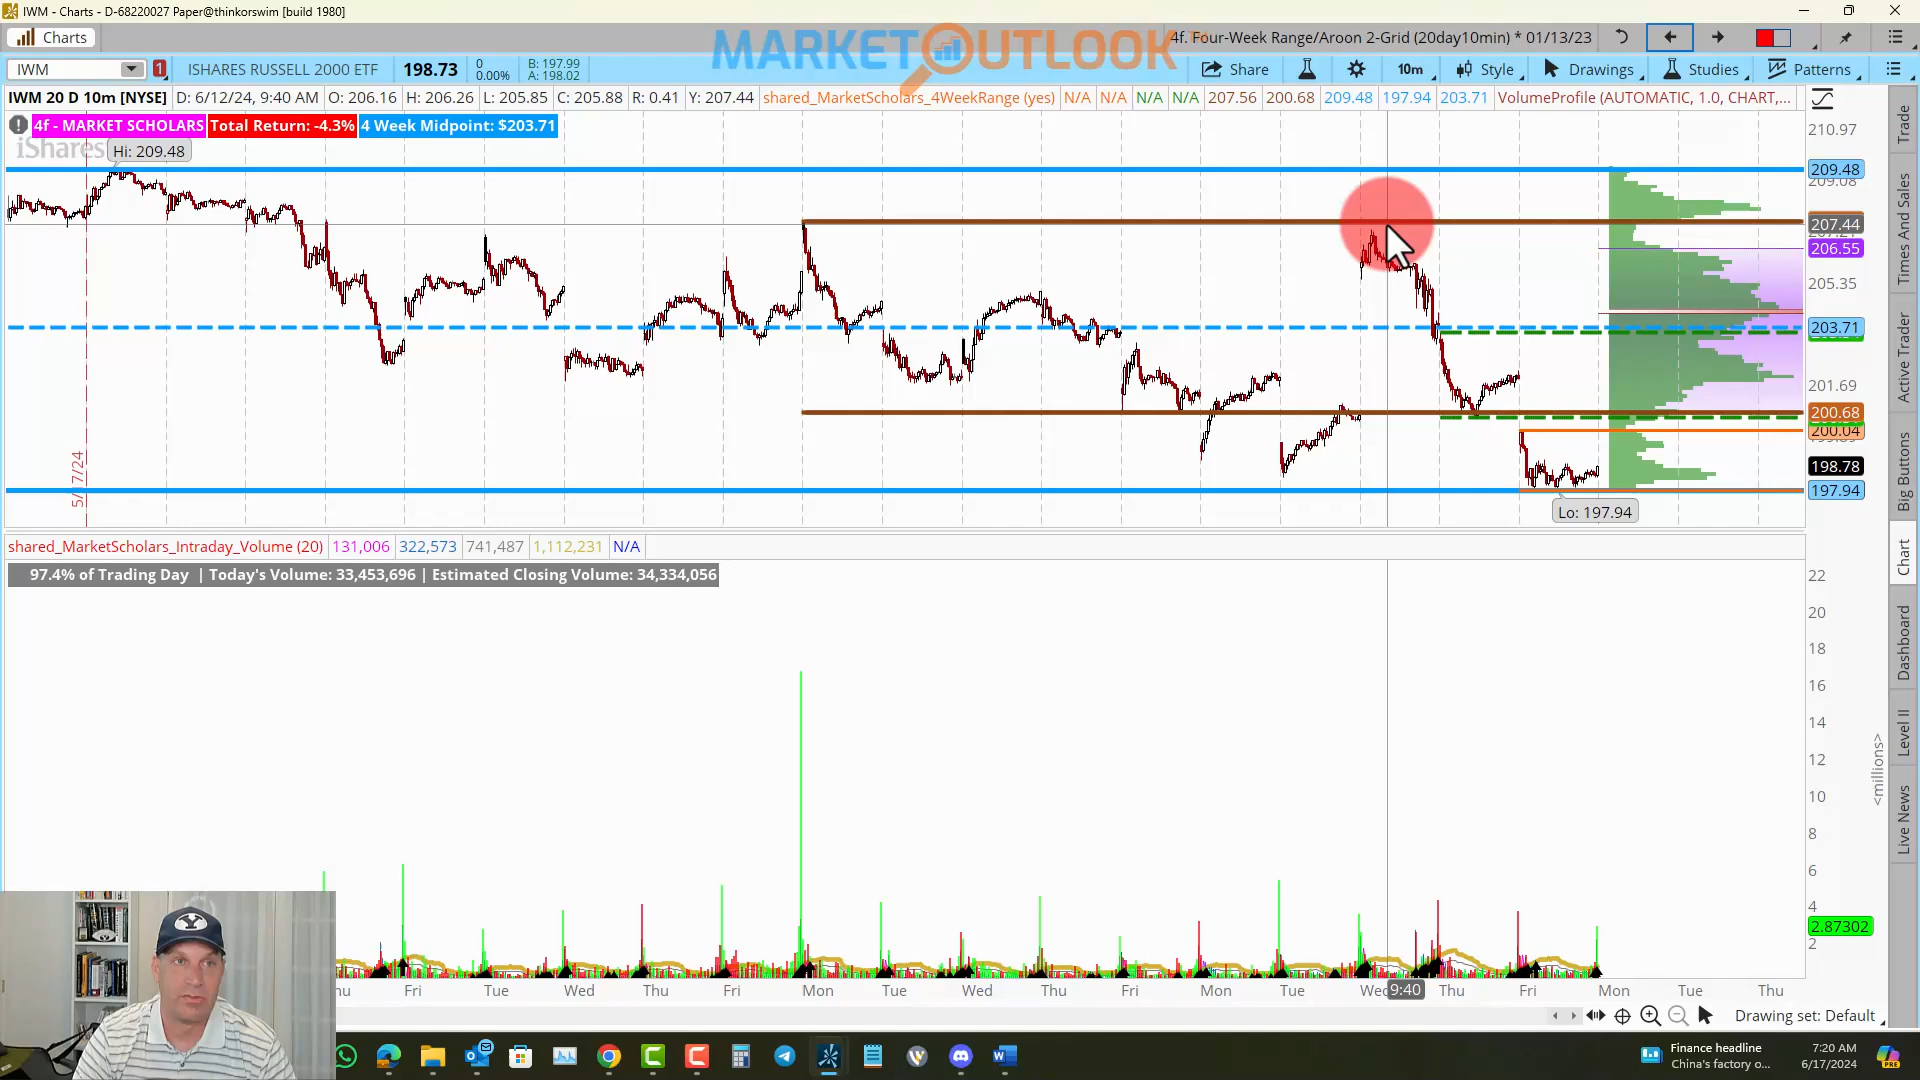 IWM - Charts - D-68220027 Paper@thinkorswim [build 1980]
Charts
MARKET OUTLOOK
4f. Four-Week Range/Aroon 2-Grid (20day10min) * 01/13/23
IWM
1
ISHARES RUSSELL 2000 ETF
198.73
0
0.00%
B: 197.99
A: 198.02
Share
10m
Style
Drawings
Studies
Patterns
IWM 20 D 10m [NYSE]
D: 6/12/24, 9:40 AM
O: 206.16
H: 206.26
L: 205.85
C: 205.88
R: 0.41
Y: 207.44
shared_MarketScholars_4WeekRange (yes)
N/A
N/A
N/A
N/A
207.56
200.68
209.48
197.94
203.71
VolumeProfile (AUTOMATIC, 1.0, CHART,...
4f - MARKET SCHOLARS
Total Return: -4.3%
4 Week Midpoint: $203.71
iShares
Hi: 209.48
5/17/24
Lo: 197.94
210.97
209.48
209.08
207.44
206.55
205.35
203.71
201.69
200.68
200.04
198.78
197.94
shared_MarketScholars_Intraday_Volume (20)
131,006
322,573
741,487
1,112,231
N/A
97.4% of Trading Day | Today's Volume: 33,453,696 | Estimated Closing Volume: 34,334,056
22
20
18
16
14
12
10
8
6
4
2.87302
2
<millions>
Trade
Times And Sales
Active Trader
Big Buttons
Chart
Dashboard
Level II
Live News
hu
Fri
Tue
Wed
Thu
Fri
Mon
Tue
Wed
Thu
Fri
Mon
Tue
Wed
9:40
Thu
Fri
Mon
Tue
Thu
Drawing set: Default
Finance headline
China's factory o...
7:20 AM
6/17/2024